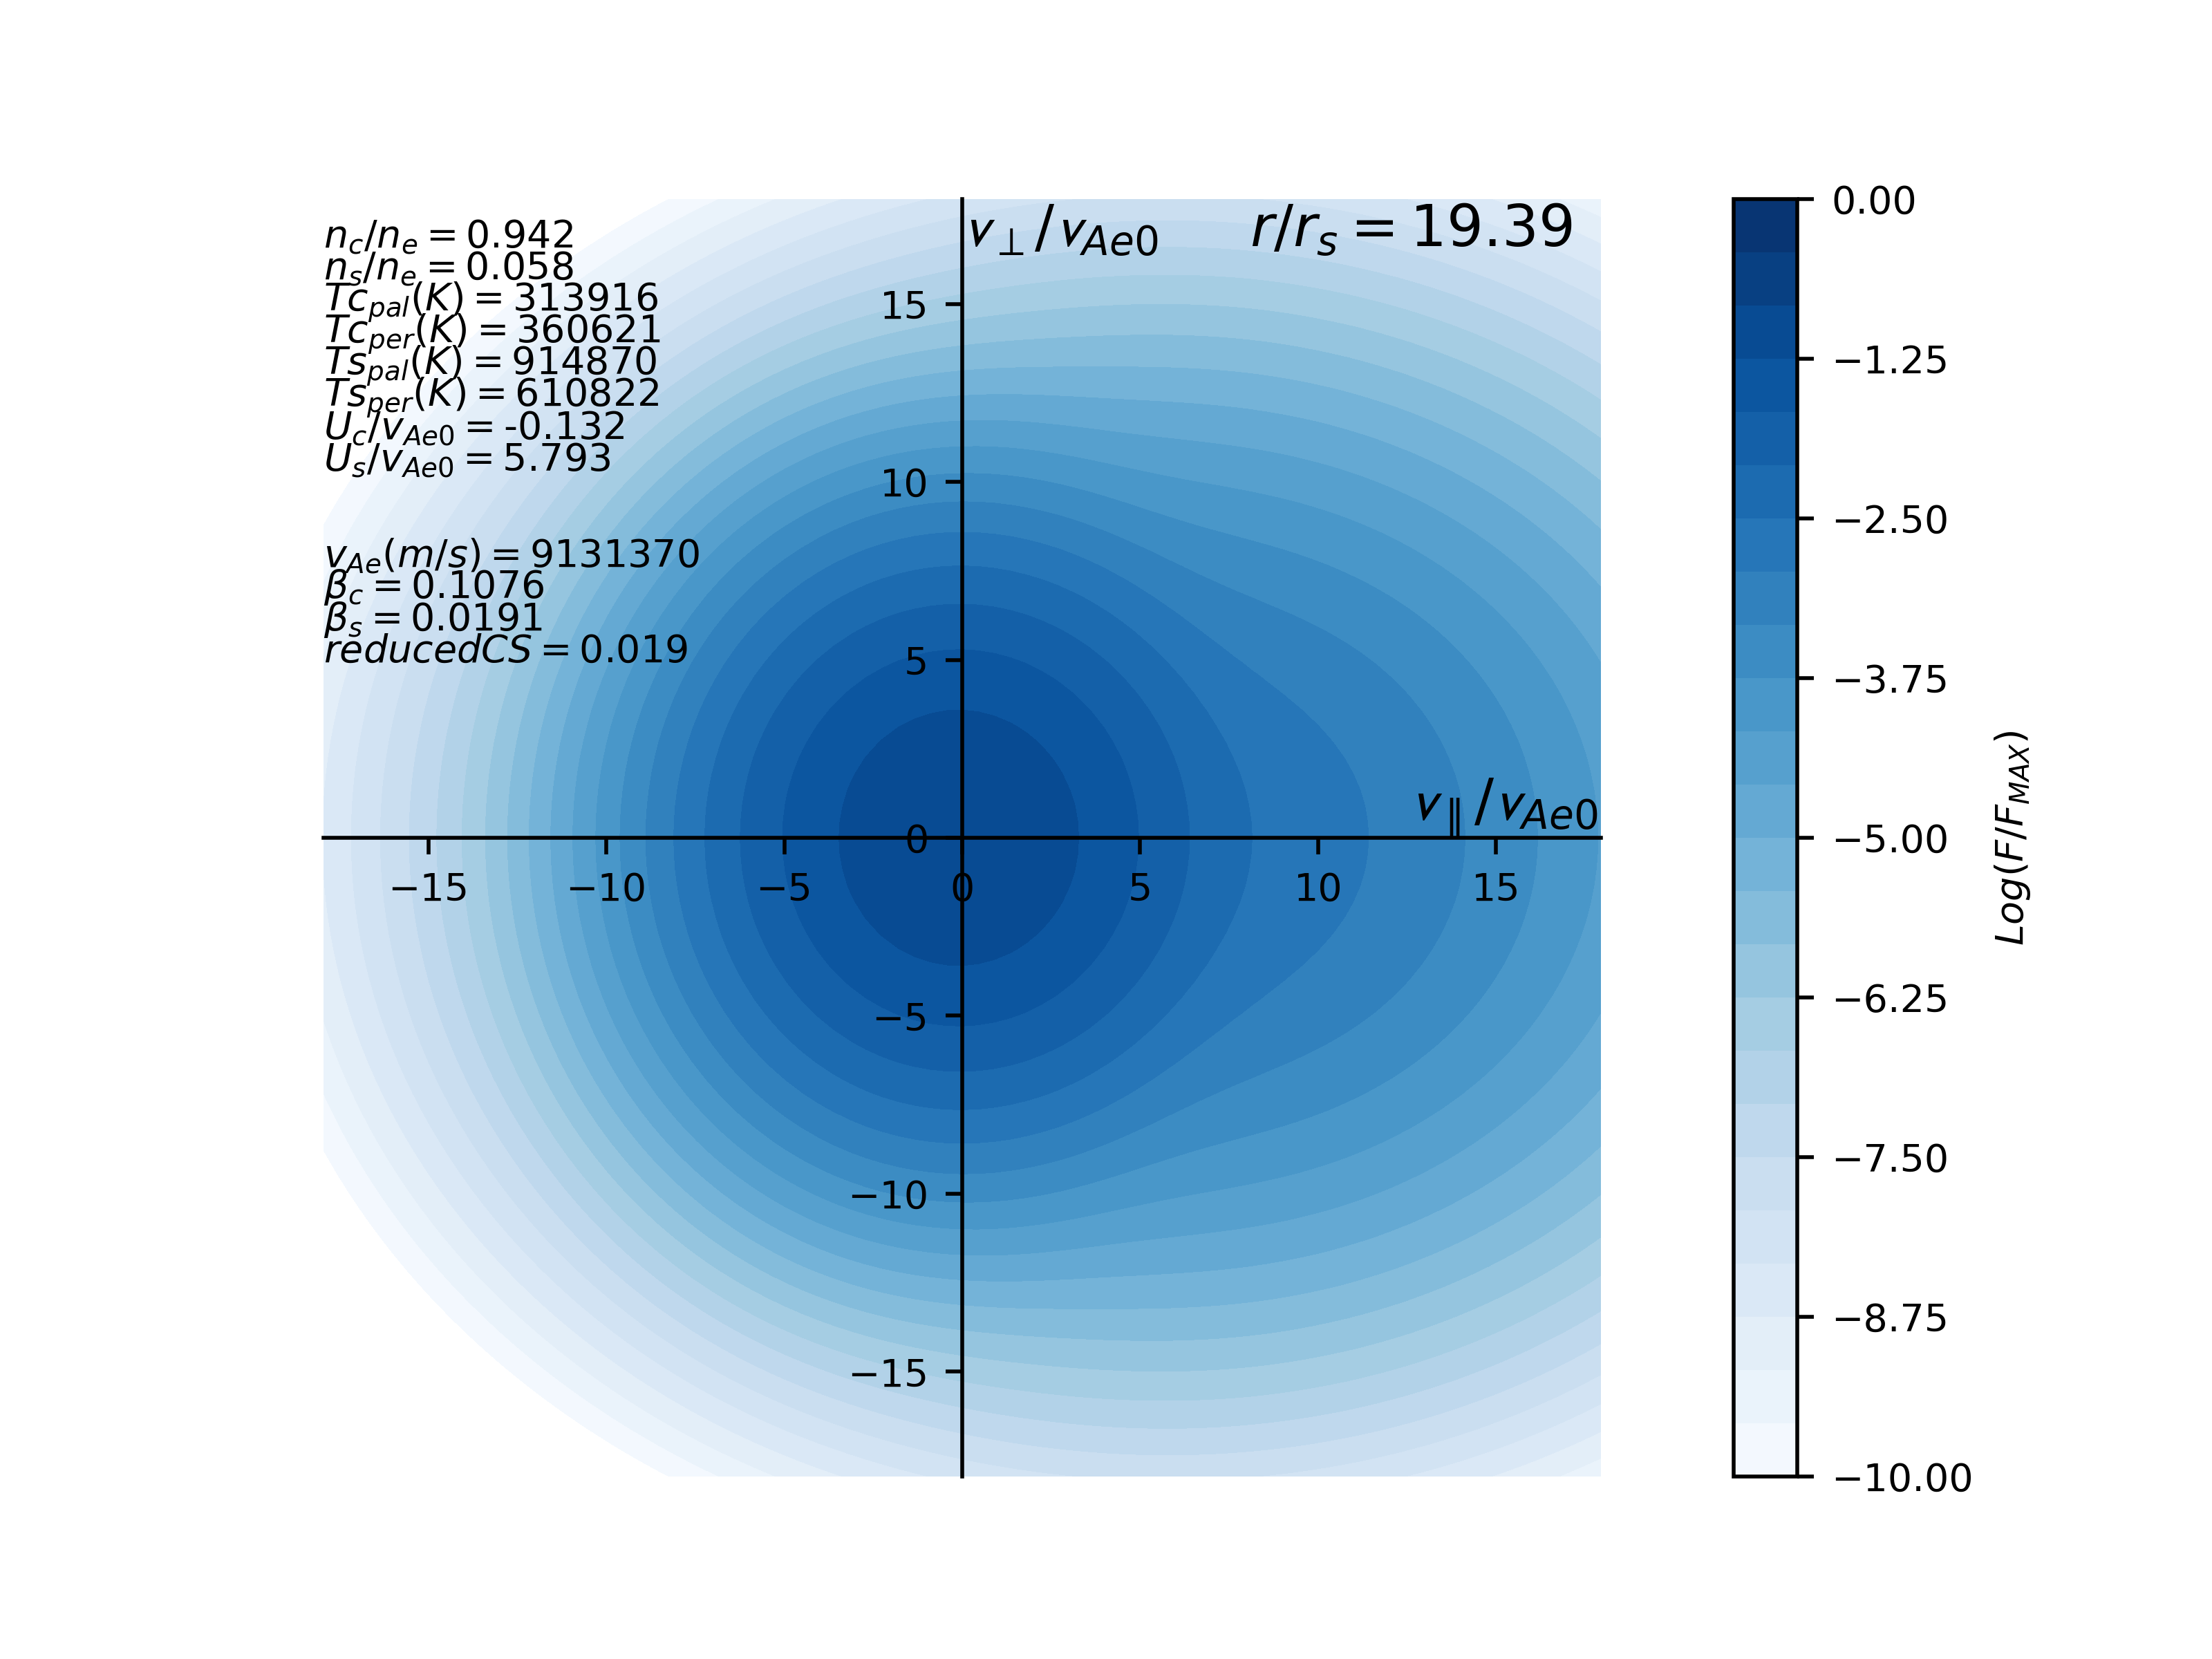 n_c/n_e = 0.942
n_s/n_e = 0.058
Tc_pal(K) = 313916
Tc_per(K) = 360621
Ts_pal(K) = 914870
Ts_per(K) = 610822
U_c/v_Ae0 = -0.132
U_s/v_Ae0 = 5.793
v_Ae(m/s) = 9131370
β_c = 0.1076
β_s = 0.0191
reducedCS = 0.019
v_⊥/v_Ae0
r/r_s = 19.39
15
10
5
0
−5
−10
−15
v_∥/v_Ae0
−15 −10 −5 0 5 10 15
0.00
−1.25
−2.50
−3.75
−5.00
−6.25
−7.50
−8.75
−10.00
Log(F/F_MAX)